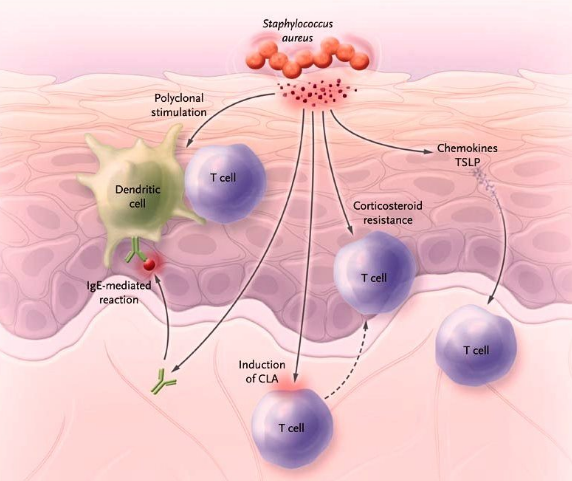 Staphylococcus
aureus
Polyclonal
stimulation
Chemokines
TSLP
Dendritic
cell
T cell
Corticosteroid
resistance
T cell
IgE-mediated
reaction
T cell
Induction
of CLA
T cell